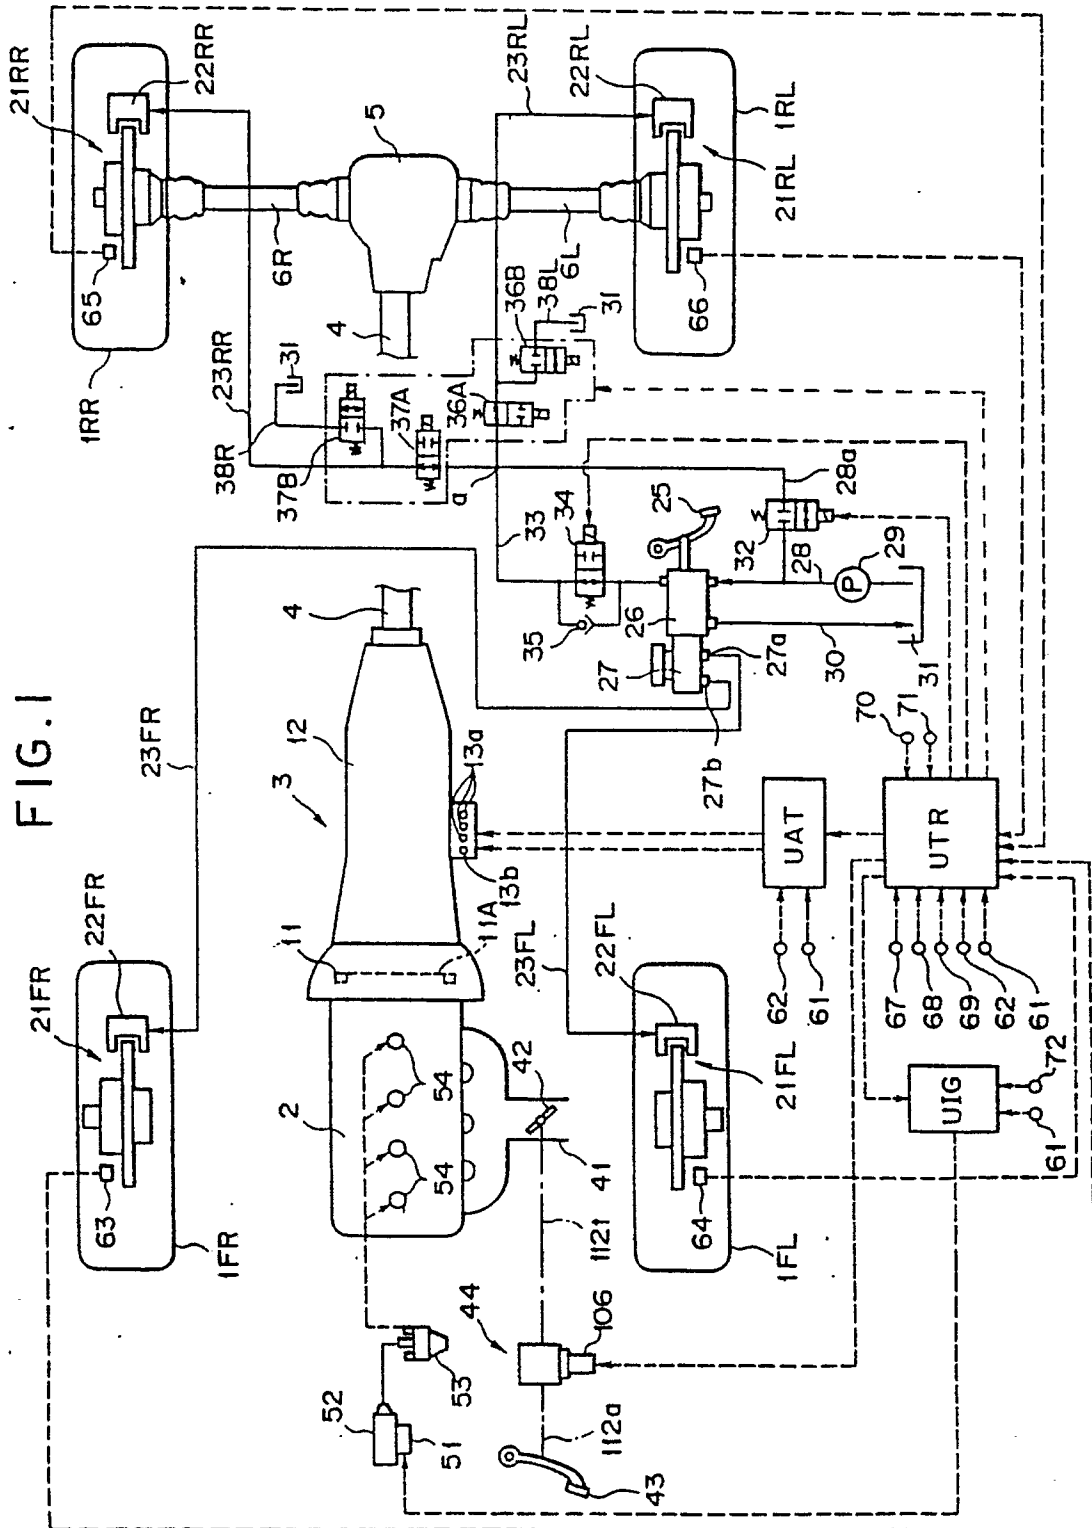 FIG. 1
21RR
22RR
65
1RR
6R
5
4
23RR
38R
31
37B
37A
36A
36B
38L
31
6L
23RL
22RL
1RL
21RL
66
a
33
34
35
25
26
27
27a
27b
32
28a
28
29
P
30
31
23FR
4
12
3
13a
13b
11
11A
2
54
54
42
41
1121
112a
44
106
43
52
51
53
21FR
22FR
63
1FR
23FL
22FL
21FL
64
1FL
UAT
62
61
UTR
70
71
67
68
69
62
61
UIG
61
72